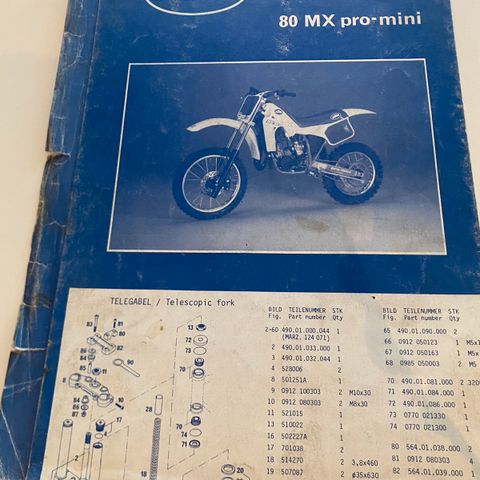 80 MX pro-mini
TELEGABEL / Telescopic fork
BILD TEILENUMMER STK
Fig. Part number Qty
2-60 490.01.000.044 1
(MARZ. 124 071)
2 490.01.033.000 1
3 490.01.032.044 1
4 528006 2
8 501251A 1
9 0912 100303 2 M10x30
10 0912 080303 2 M8x30
11 521015 1
13 510022 1
16 502227A 1
17 701038 2
18 514270 2 3,8x460
19 507087 2 ø35x630
BILD TEILENUMMER STK
Fig. Part number Qty
65 490.01.090.000 2
66 0912 050123 1
67 0912 050163 1
68 0985 050003 2
70 490.01.081.000 2
71 490.01.084.000 1
72 490.01.086.000 1
73 0770 021330 1
74 0770 021300 1
80 564.01.038.000 2
81 0912 080303 4
82 564.01.039.000 1